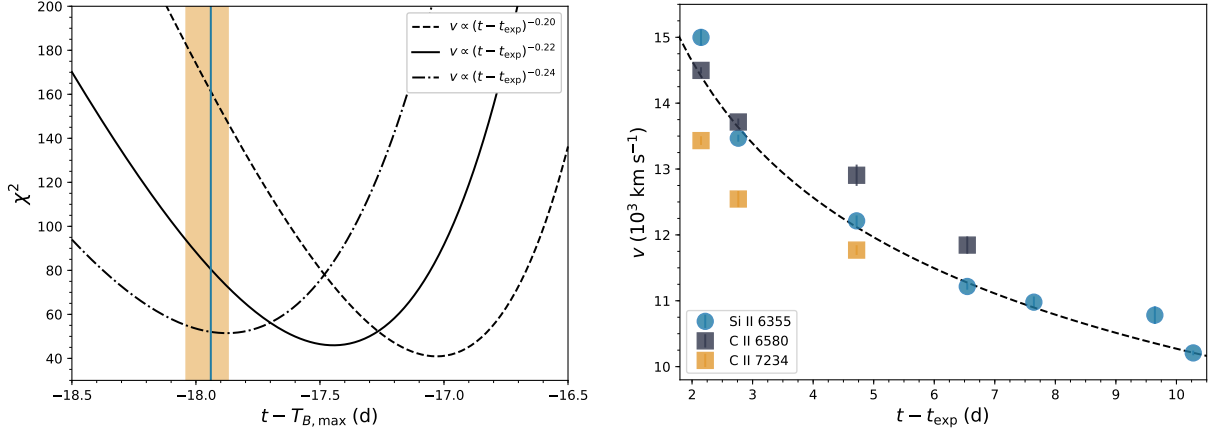 200
180
160
140
120
100
80
60
40
χ²
−18.5
−18.0
−17.5
−17.0
−16.5
t − T_B,max (d)
v ∝ (t − t_exp)^−0.20
v ∝ (t − t_exp)^−0.22
v ∝ (t − t_exp)^−0.24
15
14
13
12
11
10
v (10³ km s⁻¹)
Si II 6355
C II 6580
C II 7234
2
3
4
5
6
7
8
9
10
t − t_exp (d)